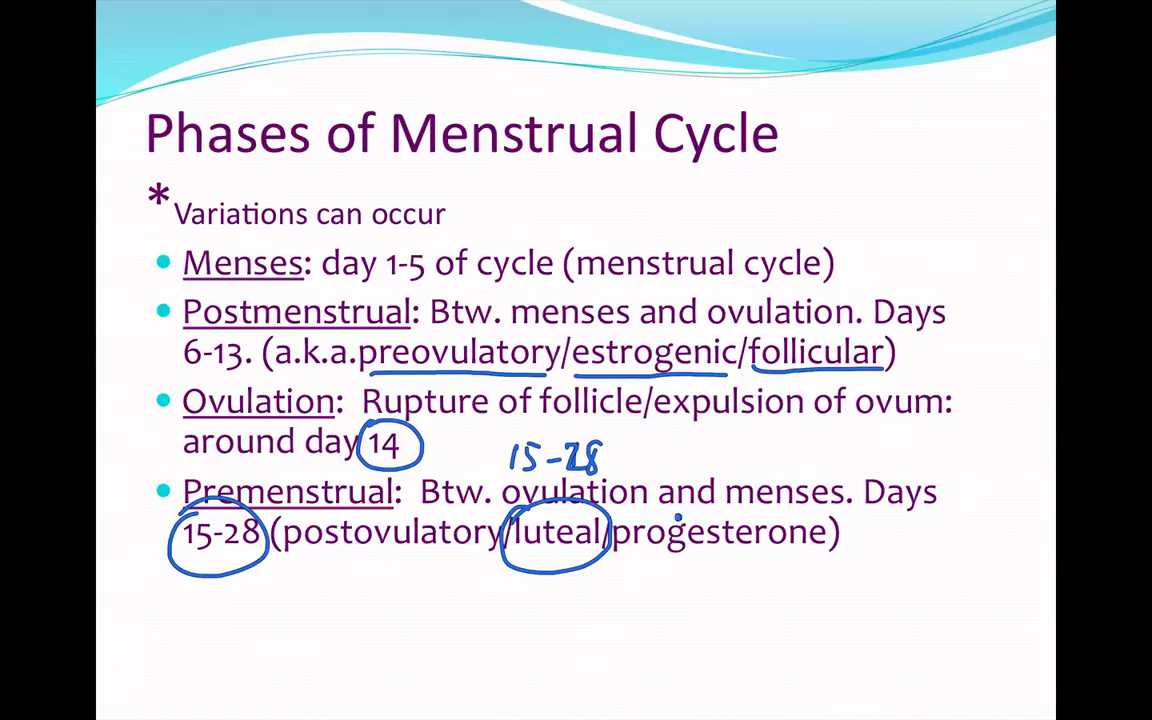 Phases of Menstrual Cycle
*Variations can occur
Menses: day 1-5 of cycle (menstrual cycle)
Postmenstrual: Btw. menses and ovulation. Days
6-13. (a.k.a.preovulatory/estrogenic/follicular)
Ovulation: Rupture of follicle/expulsion of ovum:
around day 14
15-28
Premenstrual: Btw. ovulation and menses. Days
15-28 (postovulatory/luteal/progesterone)